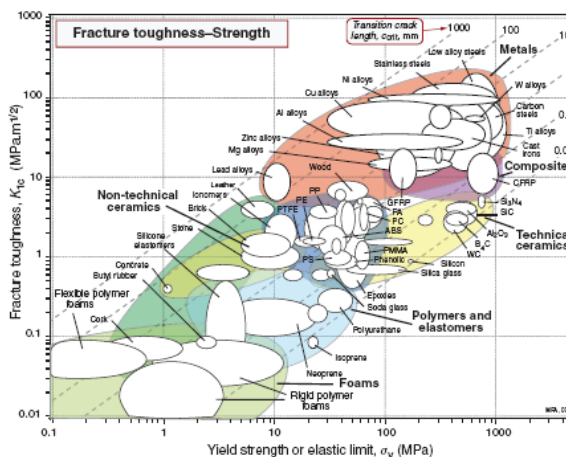 Fracture toughness–Strength
Transition crack
length, ccrit, mm
1000
100
Metals
Low alloy steels
Stainless steels
Ni alloys
W alloys
Cu alloys
Carbon
steels
Al alloys
Ti alloys
Zinc alloys
Cast
irons
Mg alloys
Composite
Lead alloys
Wood
CFRP
Leather
Ionomers
PP
PE
GFRP
Si3N4
SiC
Non-technical
ceramics
Brick
PTFE
PA
PC
Technical
ceramics
Stone
ABS
Al2O3
B4C
WC
Silicone
elastomers
PMMA
Phenolic
Silicon
Silica glass
PS
Concrete
Butyl rubber
Epoxies
Soda glass
Flexible polymer
foams
Polymers and
elastomers
Cork
Polyurethane
Isoprene
Neoprene
Foams
Rigid polymer
foams
Fracture toughness, K1c (MPa.m1/2)
1000
100
10
1
0.1
0.01
0.1
1
10
100
1000
Yield strength or elastic limit, σy (MPa)